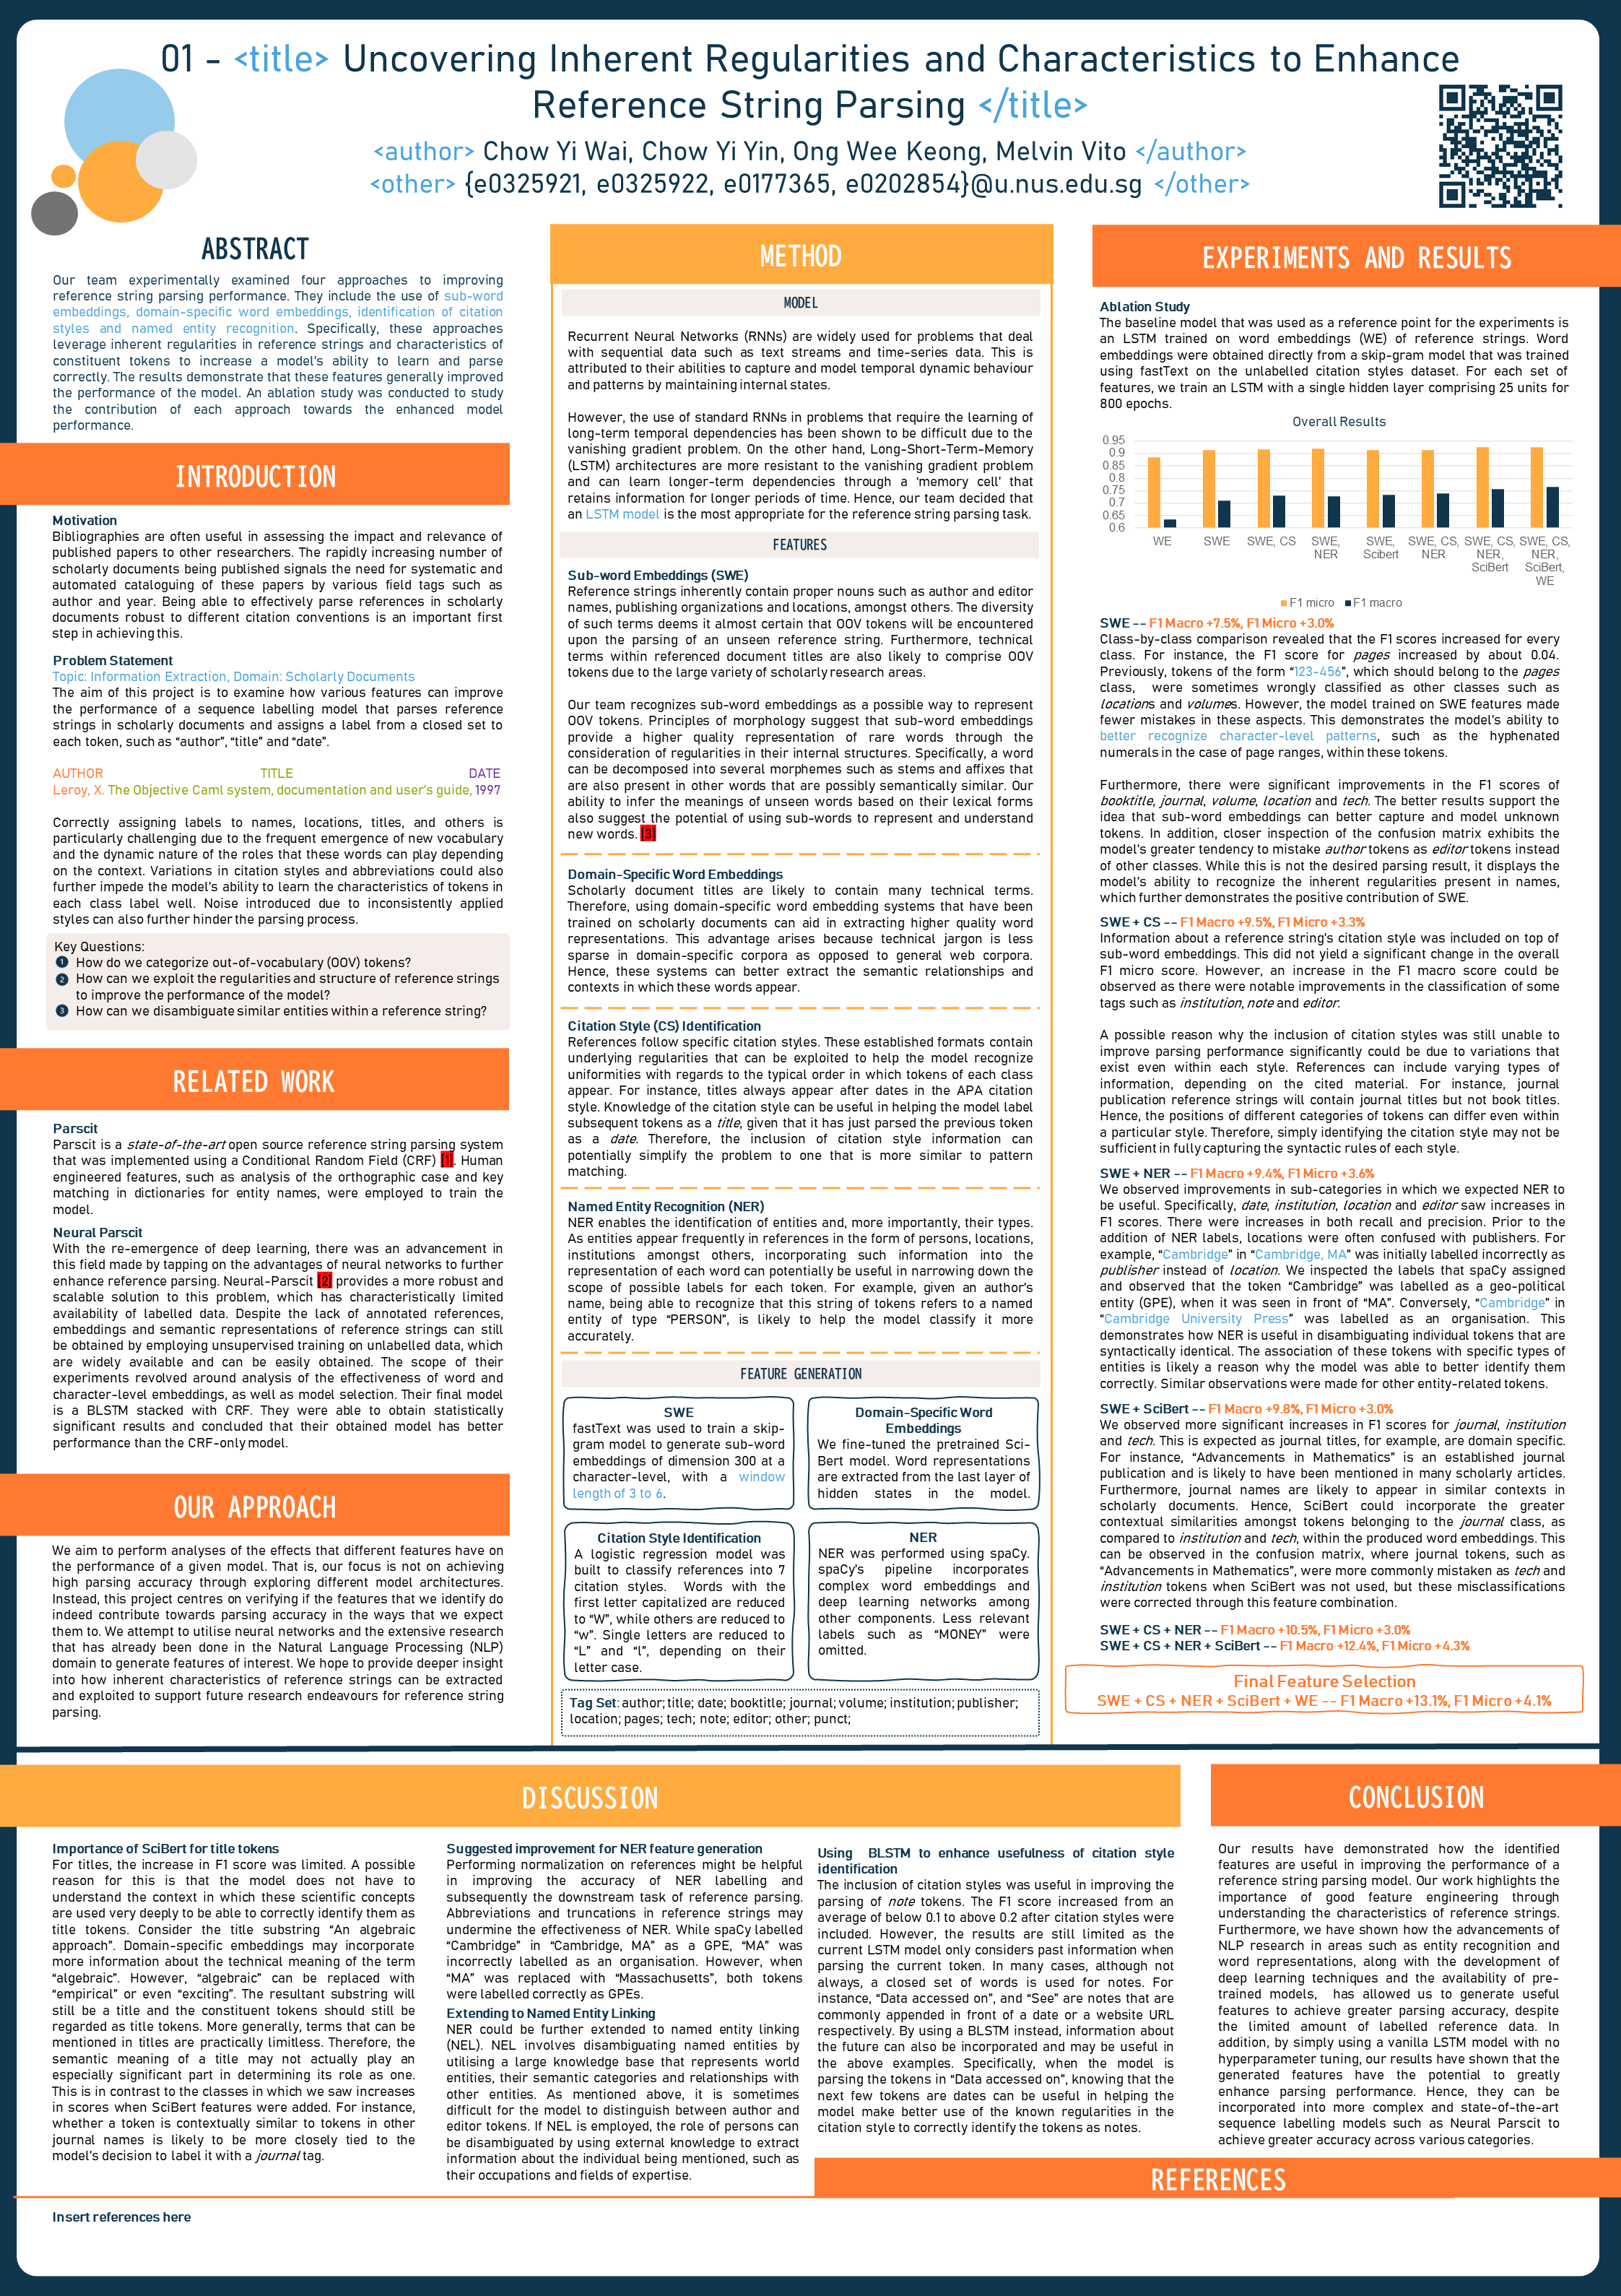 01 - <title> Uncovering Inherent Regularities and Characteristics to Enhance
Reference String Parsing </title>
<author> Chow Yi Wai, Chow Yi Yin, Ong Wee Keong, Melvin Vito </author>
<other> {e0325921, e0325922, e0177365, e0202854}@u.nus.edu.sg </other>
ABSTRACT
Our team experimentally examined four approaches to improving
reference string parsing performance. They include the use of sub-word
embeddings, domain-specific word embeddings, identification of citation
styles and named entity recognition. Specifically, these approaches
leverage inherent regularities in reference strings and characteristics of
constituent tokens to increase a model's ability to learn and parse
correctly. The results demonstrate that these features generally improved
the performance of the model. An ablation study was conducted to study
the contribution of each approach towards the enhanced model
performance.
INTRODUCTION
Motivation
Bibliographies are often useful in assessing the impact and relevance of
published papers to other researchers. The rapidly increasing number of
scholarly documents being published signals the need for systematic and
automated cataloguing of these papers by various field tags such as
author and year. Being able to effectively parse references in scholarly
documents robust to different citation conventions is an important first
step in achieving this.
Problem Statement
Topic: Information Extraction, Domain: Scholarly Documents
The aim of this project is to examine how various features can improve
the performance of a sequence labelling model that parses reference
strings in scholarly documents and assigns a label from a closed set to
each token, such as “author”, “title” and “date”.
AUTHOR TITLE DATE
Leroy, X. The Objective Caml system, documentation and user's guide, 1997
Correctly assigning labels to names, locations, titles, and others is
particularly challenging due to the frequent emergence of new vocabulary
and the dynamic nature of the roles that these words can play depending
on the context. Variations in citation styles and abbreviations could also
further impede the model's ability to learn the characteristics of tokens in
each class label well. Noise introduced due to inconsistently applied
styles can also further hinder the parsing process.
Key Questions:
1 How do we categorize out-of-vocabulary (OOV) tokens?
2 How can we exploit the regularities and structure of reference strings
to improve the performance of the model?
3 How can we disambiguate similar entities within a reference string?
RELATED WORK
Parscit
Parscit is a state-of-the-art open source reference string parsing system
that was implemented using a Conditional Random Field (CRF) [1]. Human
engineered features, such as analysis of the orthographic case and key
matching in dictionaries for entity names, were employed to train the
model.
Neural Parscit
With the re-emergence of deep learning, there was an advancement in
this field made by tapping on the advantages of neural networks to further
enhance reference parsing. Neural-Parscit [2] provides a more robust and
scalable solution to this problem, which has characteristically limited
availability of labelled data. Despite the lack of annotated references,
embeddings and semantic representations of reference strings can still
be obtained by employing unsupervised training on unlabelled data, which
are widely available and can be easily obtained. The scope of their
experiments revolved around analysis of the effectiveness of word and
character-level embeddings, as well as model selection. Their final model
is a BLSTM stacked with CRF. They were able to obtain statistically
significant results and concluded that their obtained model has better
performance than the CRF-only model.
OUR APPROACH
We aim to perform analyses of the effects that different features have on
the performance of a given model. That is, our focus is not on achieving
high parsing accuracy through exploring different model architectures.
Instead, this project centres on verifying if the features that we identify do
indeed contribute towards parsing accuracy in the ways that we expect
them to. We attempt to utilise neural networks and the extensive research
that has already been done in the Natural Language Processing (NLP)
domain to generate features of interest. We hope to provide deeper insight
into how inherent characteristics of reference strings can be extracted
and exploited to support future research endeavours for reference string
parsing.
METHOD
MODEL
Recurrent Neural Networks (RNNs) are widely used for problems that deal
with sequential data such as text streams and time-series data. This is
attributed to their abilities to capture and model temporal dynamic behaviour
and patterns by maintaining internal states.
However, the use of standard RNNs in problems that require the learning of
long-term temporal dependencies has been shown to be difficult due to the
vanishing gradient problem. On the other hand, Long-Short-Term-Memory
(LSTM) architectures are more resistant to the vanishing gradient problem
and can learn longer-term dependencies through a ‘memory cell’ that
retains information for longer periods of time. Hence, our team decided that
an LSTM model is the most appropriate for the reference string parsing task.
FEATURES
Sub-word Embeddings (SWE)
Reference strings inherently contain proper nouns such as author and editor
names, publishing organizations and locations, amongst others. The diversity
of such terms deems it almost certain that OOV tokens will be encountered
upon the parsing of an unseen reference string. Furthermore, technical
terms within referenced document titles are also likely to comprise OOV
tokens due to the large variety of scholarly research areas.
Our team recognizes sub-word embeddings as a possible way to represent
OOV tokens. Principles of morphology suggest that sub-word embeddings
provide a higher quality representation of rare words through the
consideration of regularities in their internal structures. Specifically, a word
can be decomposed into several morphemes such as stems and affixes that
are also present in other words that are possibly semantically similar. Our
ability to infer the meanings of unseen words based on their lexical forms
also suggest the potential of using sub-words to represent and understand
new words. [3]
Domain-Specific Word Embeddings
Scholarly document titles are likely to contain many technical terms.
Therefore, using domain-specific word embedding systems that have been
trained on scholarly documents can aid in extracting higher quality word
representations. This advantage arises because technical jargon is less
sparse in domain-specific corpora as opposed to general web corpora.
Hence, these systems can better extract the semantic relationships and
contexts in which these words appear.
Citation Style (CS) Identification
References follow specific citation styles. These established formats contain
underlying regularities that can be exploited to help the model recognize
uniformities with regards to the typical order in which tokens of each class
appear. For instance, titles always appear after dates in the APA citation
style. Knowledge of the citation style can be useful in helping the model label
subsequent tokens as a title, given that it has just parsed the previous token
as a date. Therefore, the inclusion of citation style information can
potentially simplify the problem to one that is more similar to pattern
matching.
Named Entity Recognition (NER)
NER enables the identification of entities and, more importantly, their types.
As entities appear frequently in references in the form of persons, locations,
institutions amongst others, incorporating such information into the
representation of each word can potentially be useful in narrowing down the
scope of possible labels for each token. For example, given an author's
name, being able to recognize that this string of tokens refers to a named
entity of type “PERSON”, is likely to help the model classify it more
accurately.
FEATURE GENERATION
SWE
fastText was used to train a skip-
gram model to generate sub-word
embeddings of dimension 300 at a
character-level, with a window
length of 3 to 6.
Domain-Specific Word
Embeddings
We fine-tuned the pretrained Sci-
Bert model. Word representations
are extracted from the last layer of
hidden states in the model.
Citation Style Identification
A logistic regression model was
built to classify references into 7
citation styles. Words with the
first letter capitalized are reduced
to “W”, while others are reduced to
“w”. Single letters are reduced to
“L” and “l”, depending on their
letter case.
NER
NER was performed using spaCy.
spaCy's pipeline incorporates
complex word embeddings and
deep learning networks among
other components. Less relevant
labels such as “MONEY” were
omitted.
Tag Set: author; title; date; booktitle; journal; volume; institution; publisher;
location; pages; tech; note; editor; other; punct;
EXPERIMENTS AND RESULTS
Ablation Study
The baseline model that was used as a reference point for the experiments is
an LSTM trained on word embeddings (WE) of reference strings. Word
embeddings were obtained directly from a skip-gram model that was trained
using fastText on the unlabelled citation styles dataset. For each set of
features, we train an LSTM with a single hidden layer comprising 25 units for
800 epochs.
Overall Results
0.95
0.9
0.85
0.8
0.75
0.7
0.65
0.6
WE SWE SWE, CS SWE, SWE, SWE, CS, SWE, CS, SWE, CS,
NER Scibert NER NER, NER,
SciBert SciBert,
WE
F1 micro F1 macro
SWE -- F1 Macro +7.5%, F1 Micro +3.0%
Class-by-class comparison revealed that the F1 scores increased for every
class. For instance, the F1 score for pages increased by about 0.04.
Previously, tokens of the form “123-456”, which should belong to the pages
class, were sometimes wrongly classified as other classes such as
locations and volumes. However, the model trained on SWE features made
fewer mistakes in these aspects. This demonstrates the model's ability to
better recognize character-level patterns, such as the hyphenated
numerals in the case of page ranges, within these tokens.
Furthermore, there were significant improvements in the F1 scores of
booktitle, journal, volume, location and tech. The better results support the
idea that sub-word embeddings can better capture and model unknown
tokens. In addition, closer inspection of the confusion matrix exhibits the
model's greater tendency to mistake author tokens as editor tokens instead
of other classes. While this is not the desired parsing result, it displays the
model's ability to recognize the inherent regularities present in names,
which further demonstrates the positive contribution of SWE.
SWE + CS -- F1 Macro +9.5%, F1 Micro +3.3%
Information about a reference string's citation style was included on top of
sub-word embeddings. This did not yield a significant change in the overall
F1 micro score. However, an increase in the F1 macro score could be
observed as there were notable improvements in the classification of some
tags such as institution, note and editor.
A possible reason why the inclusion of citation styles was still unable to
improve parsing performance significantly could be due to variations that
exist even within each style. References can include varying types of
information, depending on the cited material. For instance, journal
publication reference strings will contain journal titles but not book titles.
Hence, the positions of different categories of tokens can differ even within
a particular style. Therefore, simply identifying the citation style may not be
sufficient in fully capturing the syntactic rules of each style.
SWE + NER -- F1 Macro +9.4%, F1 Micro +3.6%
We observed improvements in sub-categories in which we expected NER to
be useful. Specifically, date, institution, location and editor saw increases in
F1 scores. There were increases in both recall and precision. Prior to the
addition of NER labels, locations were often confused with publishers. For
example, “Cambridge” in “Cambridge, MA” was initially labelled incorrectly as
publisher instead of location. We inspected the labels that spaCy assigned
and observed that the token “Cambridge” was labelled as a geo-political
entity (GPE), when it was seen in front of “MA”. Conversely, “Cambridge” in
“Cambridge University Press” was labelled as an organisation. This
demonstrates how NER is useful in disambiguating individual tokens that are
syntactically identical. The association of these tokens with specific types of
entities is likely a reason why the model was able to better identify them
correctly. Similar observations were made for other entity-related tokens.
SWE + SciBert -- F1 Macro +9.8%, F1 Micro +3.0%
We observed more significant increases in F1 scores for journal, institution
and tech. This is expected as journal titles, for example, are domain specific.
For instance, “Advancements in Mathematics” is an established journal
publication and is likely to have been mentioned in many scholarly articles.
Furthermore, journal names are likely to appear in similar contexts in
scholarly documents. Hence, SciBert could incorporate the greater
contextual similarities amongst tokens belonging to the journal class, as
compared to institution and tech, within the produced word embeddings. This
can be observed in the confusion matrix, where journal tokens, such as
“Advancements in Mathematics”, were more commonly mistaken as tech and
institution tokens when SciBert was not used, but these misclassifications
were corrected through this feature combination.
SWE + CS + NER -- F1 Macro +10.5%, F1 Micro +3.0%
SWE + CS + NER + SciBert -- F1 Macro +12.4%, F1 Micro +4.3%
Final Feature Selection
SWE + CS + NER + SciBert + WE -- F1 Macro +13.1%, F1 Micro +4.1%
DISCUSSION
Importance of SciBert for title tokens
For titles, the increase in F1 score was limited. A possible
reason for this is that the model does not have to
understand the context in which these scientific concepts
are used very deeply to be able to correctly identify them as
title tokens. Consider the title substring “An algebraic
approach”. Domain-specific embeddings may incorporate
more information about the technical meaning of the term
“algebraic”. However, “algebraic” can be replaced with
“empirical” or even “exciting”. The resultant substring will
still be a title and the constituent tokens should still be
regarded as title tokens. More generally, terms that can be
mentioned in titles are practically limitless. Therefore, the
semantic meaning of a title may not actually play an
especially significant part in determining its role as one.
This is in contrast to the classes in which we saw increases
in scores when SciBert features were added. For instance,
whether a token is contextually similar to tokens in other
journal names is likely to be more closely tied to the
model's decision to label it with a journal tag.
Suggested improvement for NER feature generation
Performing normalization on references might be helpful
in improving the accuracy of NER labelling and
subsequently the downstream task of reference parsing.
Abbreviations and truncations in reference strings may
undermine the effectiveness of NER. While spaCy labelled
“Cambridge” in “Cambridge, MA” as a GPE, “MA” was
incorrectly labelled as an organisation. However, when
“MA” was replaced with “Massachusetts”, both tokens
were labelled correctly as GPEs.
Extending to Named Entity Linking
NER could be further extended to named entity linking
(NEL). NEL involves disambiguating named entities by
utilising a large knowledge base that represents world
entities, their semantic categories and relationships with
other entities. As mentioned above, it is sometimes
difficult for the model to distinguish between author and
editor tokens. If NEL is employed, the role of persons can
be disambiguated by using external knowledge to extract
information about the individual being mentioned, such as
their occupations and fields of expertise.
Using BLSTM to enhance usefulness of citation style
identification
The inclusion of citation styles was useful in improving the
parsing of note tokens. The F1 score increased from an
average of below 0.1 to above 0.2 after citation styles were
included. However, the results are still limited as the
current LSTM model only considers past information when
parsing the current token. In many cases, although not
always, a closed set of words is used for notes. For
instance, “Data accessed on”, and “See” are notes that are
commonly appended in front of a date or a website URL
respectively. By using a BLSTM instead, information about
the future can also be incorporated and may be useful in
the above examples. Specifically, when the model is
parsing the tokens in “Data accessed on”, knowing that the
next few tokens are dates can be useful in helping the
model make better use of the known regularities in the
citation style to correctly identify the tokens as notes.
CONCLUSION
Our results have demonstrated how the identified
features are useful in improving the performance of a
reference string parsing model. Our work highlights the
importance of good feature engineering through
understanding the characteristics of reference strings.
Furthermore, we have shown how the advancements of
NLP research in areas such as entity recognition and
word representations, along with the development of
deep learning techniques and the availability of pre-
trained models, has allowed us to generate useful
features to achieve greater parsing accuracy, despite
the limited amount of labelled reference data. In
addition, by simply using a vanilla LSTM model with no
hyperparameter tuning, our results have shown that the
generated features have the potential to greatly
enhance parsing performance. Hence, they can be
incorporated into more complex and state-of-the-art
sequence labelling models such as Neural Parscit to
achieve greater accuracy across various categories.
REFERENCES
Insert references here